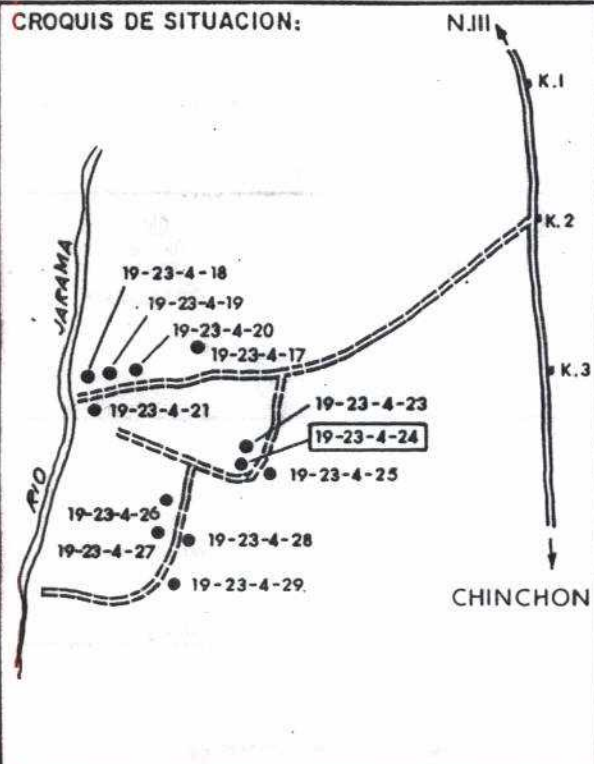 CROQUIS DE SITUACION:
N.III
K.1
K.2
K.3
RIO JARAMA
19-23-4-18
19-23-4-19
19-23-4-20
19-23-4-17
19-23-4-21
19-23-4-23
19-23-4-24
19-23-4-25
19-23-4-26
19-23-4-27
19-23-4-28
19-23-4-29
CHINCHON